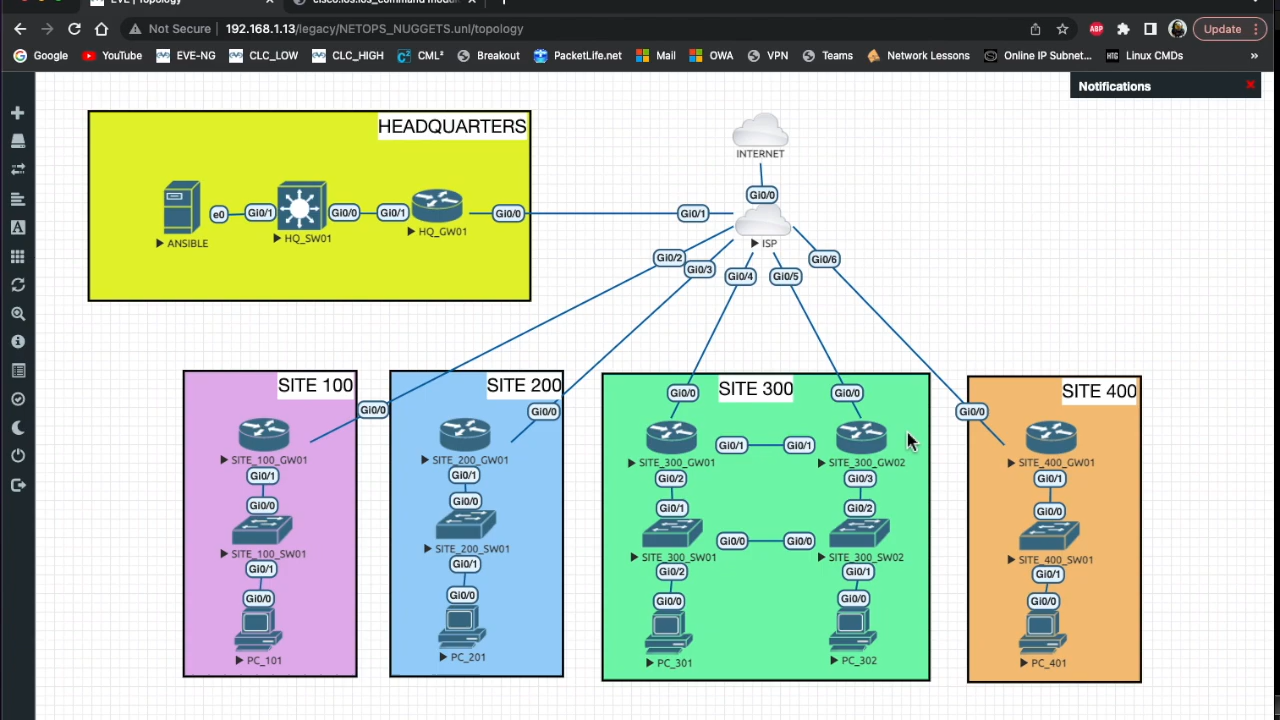 EVE | Topology
cisco.ios.ios_command modul
Not Secure 192.168.1.13/legacy/NETOPS_NUGGETS.unl/topology
ABP
Update
Google YouTube EVE-NG CLC_LOW CLC_HIGH CML² Breakout PacketLife.net Mail OWA VPN Teams Network Lessons Online IP Subnet... HTG Linux CMDs »
Notifications
HEADQUARTERS
INTERNET
Gi0/0
e0 Gi0/1 Gi0/0 Gi0/1 Gi0/0 Gi0/1
ANSIBLE HQ_SW01 HQ_GW01 ISP
Gi0/2 Gi0/3 Gi0/4 Gi0/5 Gi0/6
SITE 100
Gi0/0
SITE_100_GW01
Gi0/1
Gi0/0
SITE_100_SW01
Gi0/1
Gi0/0
PC_101
SITE 200
Gi0/0
SITE_200_GW01
Gi0/1
Gi0/0
SITE_200_SW01
Gi0/1
Gi0/0
PC_201
SITE 300
Gi0/0 Gi0/0
Gi0/1 Gi0/1
SITE_300_GW01 SITE_300_GW02
Gi0/2 Gi0/3
Gi0/1 Gi0/2
Gi0/0 Gi0/0
SITE_300_SW01 SITE_300_SW02
Gi0/2 Gi0/1
Gi0/0 Gi0/0
PC_301 PC_302
SITE 400
Gi0/0
SITE_400_GW01
Gi0/1
Gi0/0
SITE_400_SW01
Gi0/1
Gi0/0
PC_401